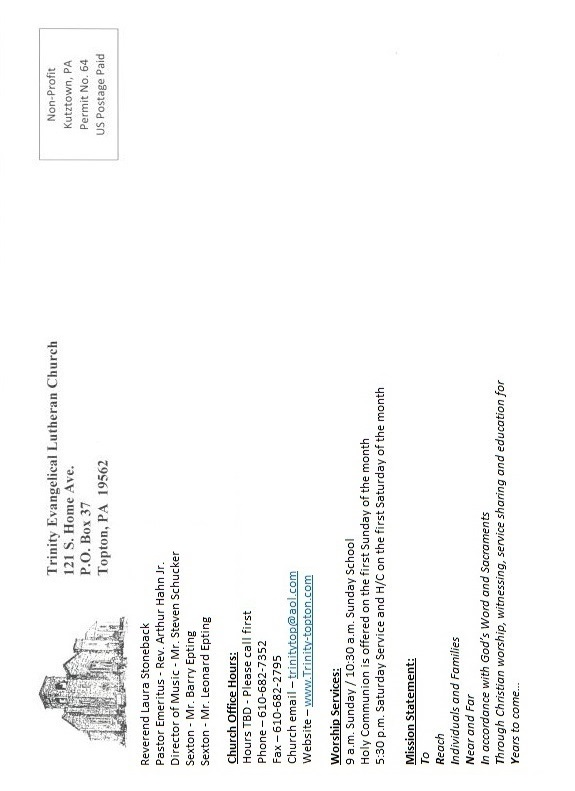 Trinity Evangelical Lutheran Church
121 S. Home Ave.
P.O. Box 37
Topton, PA 19562
Non-Profit
Kutztown, PA
Permit No. 64
US Postage Paid
Reverend Laura Stoneback
Pastor Emeritus - Rev. Arthur Hahn Jr.
Director of Music - Mr. Steven Schucker
Sexton - Mr. Barry Epting
Sexton - Mr. Leonard Epting
Church Office Hours:
Hours TBD - Please call first
Phone – 610-682-7352
Fax – 610-682-2795
Church email – trinitytop@aol.com
Website – www.Trinity-topton.com
Worship Services:
9 a.m. Sunday / 10:30 a.m. Sunday School
Holy Communion is offered on the first Sunday of the month
5:30 p.m. Saturday Service and H/C on the first Saturday of the month
Mission Statement:
To
Reach
Individuals and Families
Near and Far
In accordance with God's Word and Sacraments
Through Christian worship, witnessing, service sharing and education for
Years to come...